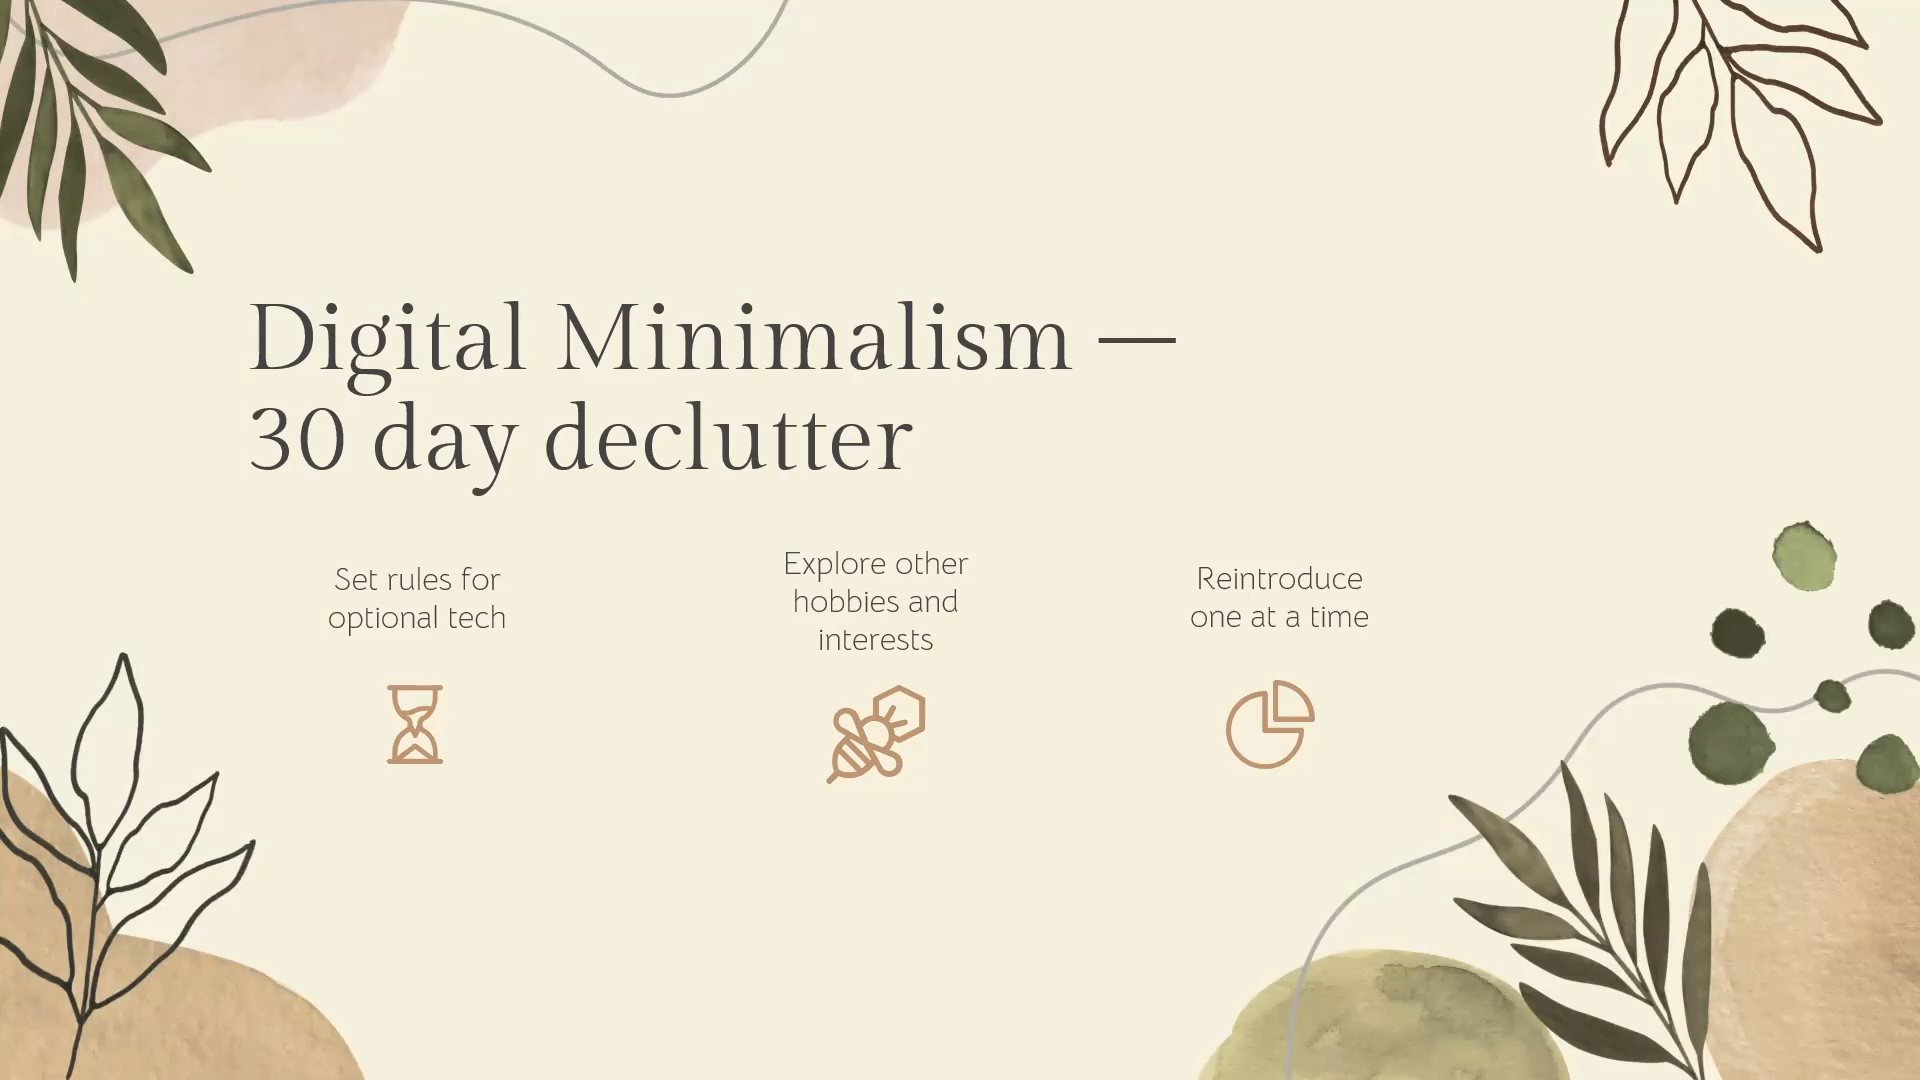 Digital Minimalism —
30 day declutter
Set rules for
optional tech
Explore other
hobbies and
interests
Reintroduce
one at a time